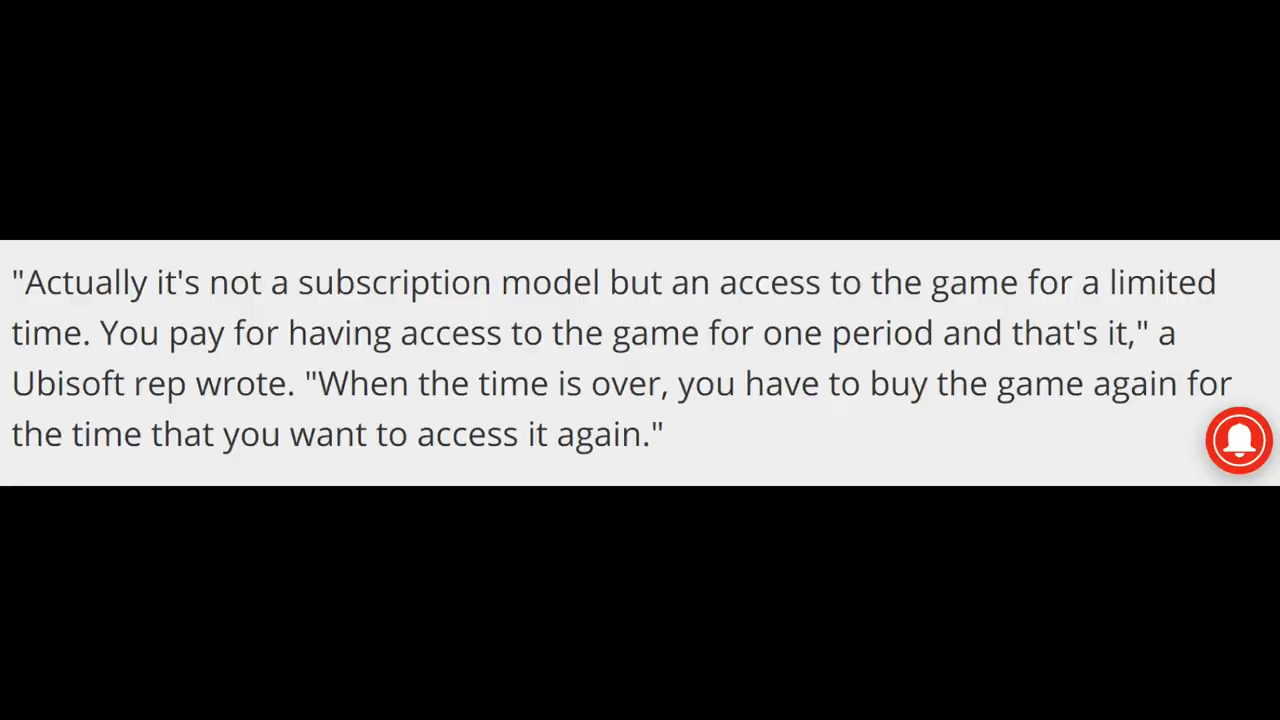 "Actually it's not a subscription model but an access to the game for a limited
time. You pay for having access to the game for one period and that's it," a
Ubisoft rep wrote. "When the time is over, you have to buy the game again for
the time that you want to access it again."